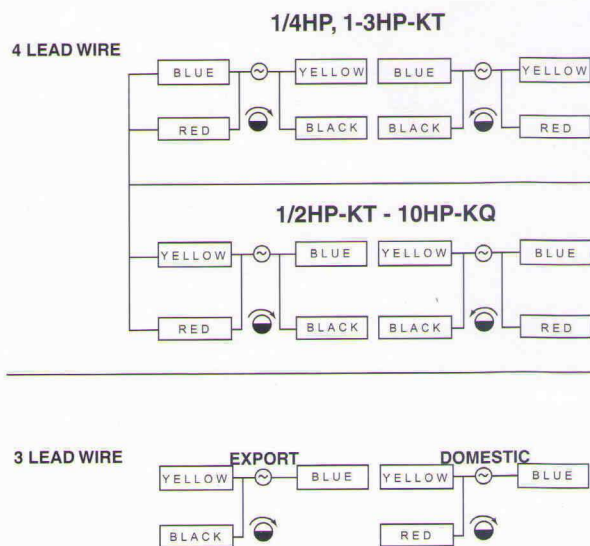 1/4HP, 1-3HP-KT
4 LEAD WIRE
BLUE YELLOW BLUE YELLOW
RED BLACK BLACK RED
1/2HP-KT - 10HP-KQ
YELLOW BLUE YELLOW BLUE
RED BLACK BLACK RED
3 LEAD WIRE
EXPORT DOMESTIC
YELLOW BLUE YELLOW BLUE
BLACK RED